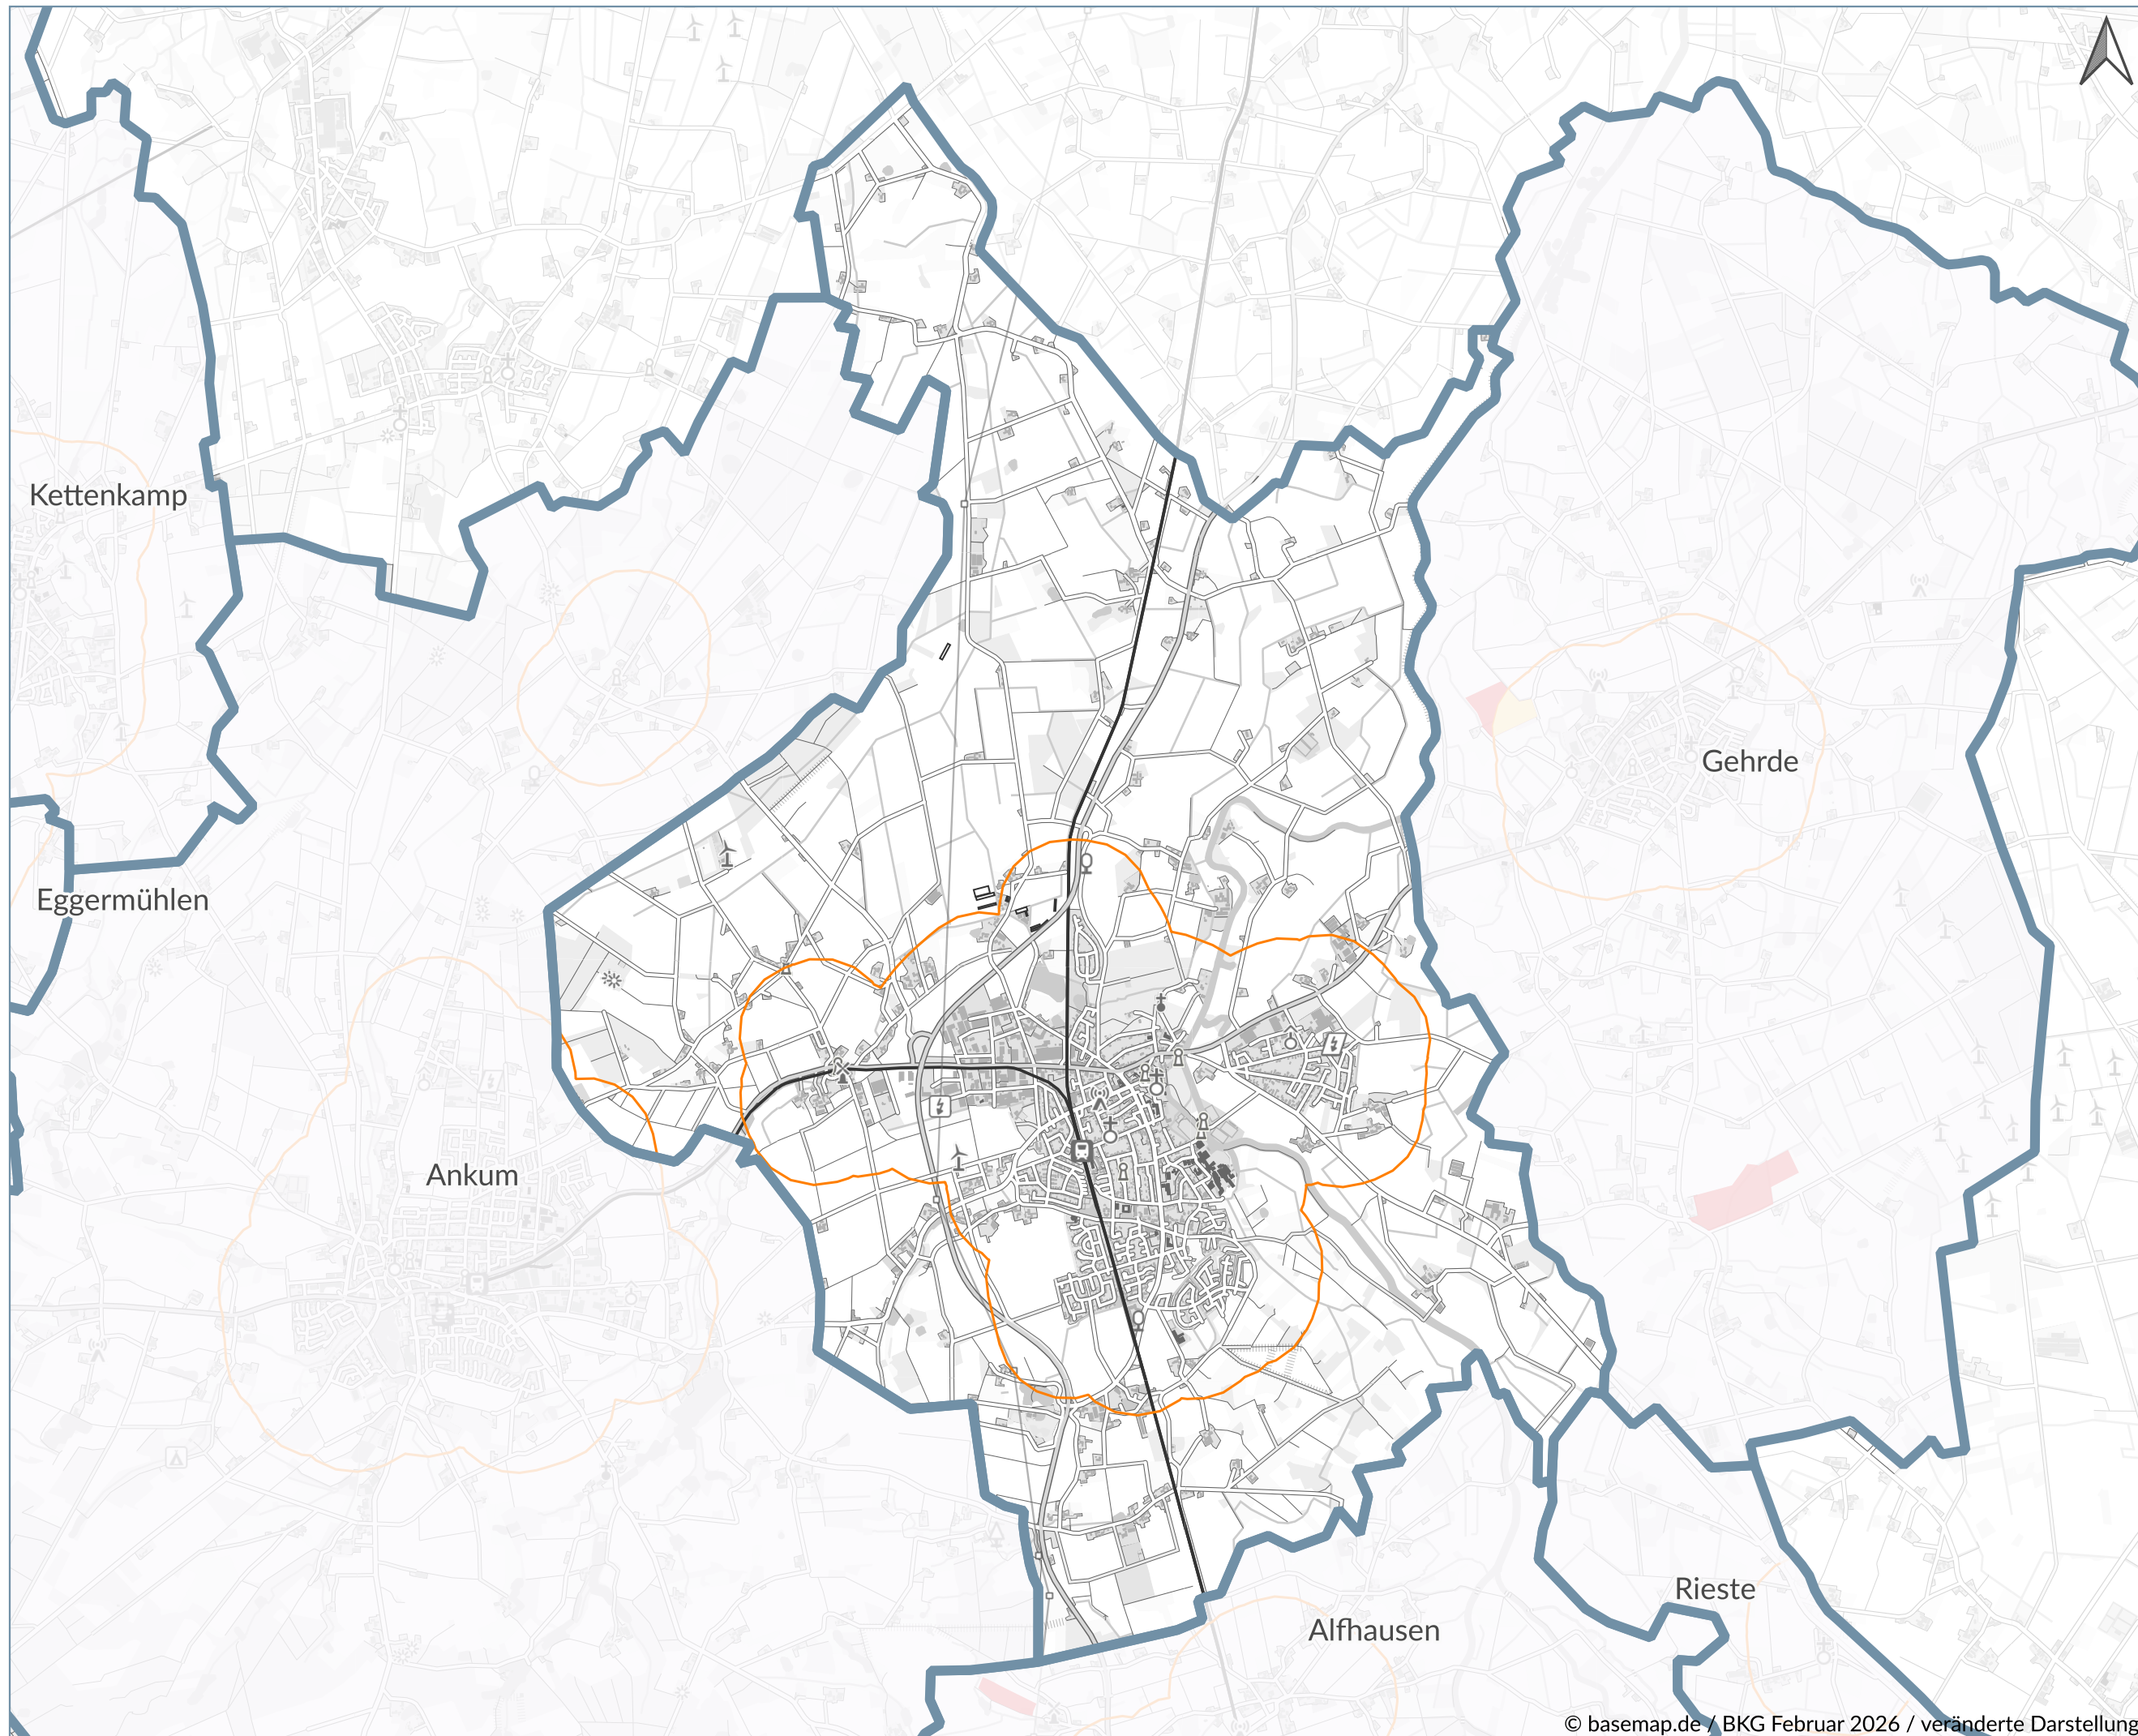 Kettenkamp
Gehrde
Eggermühlen
Ankum
Rieste
Alfhausen
© basemap.de / BKG Februar 2026 / veränderte Darstellung